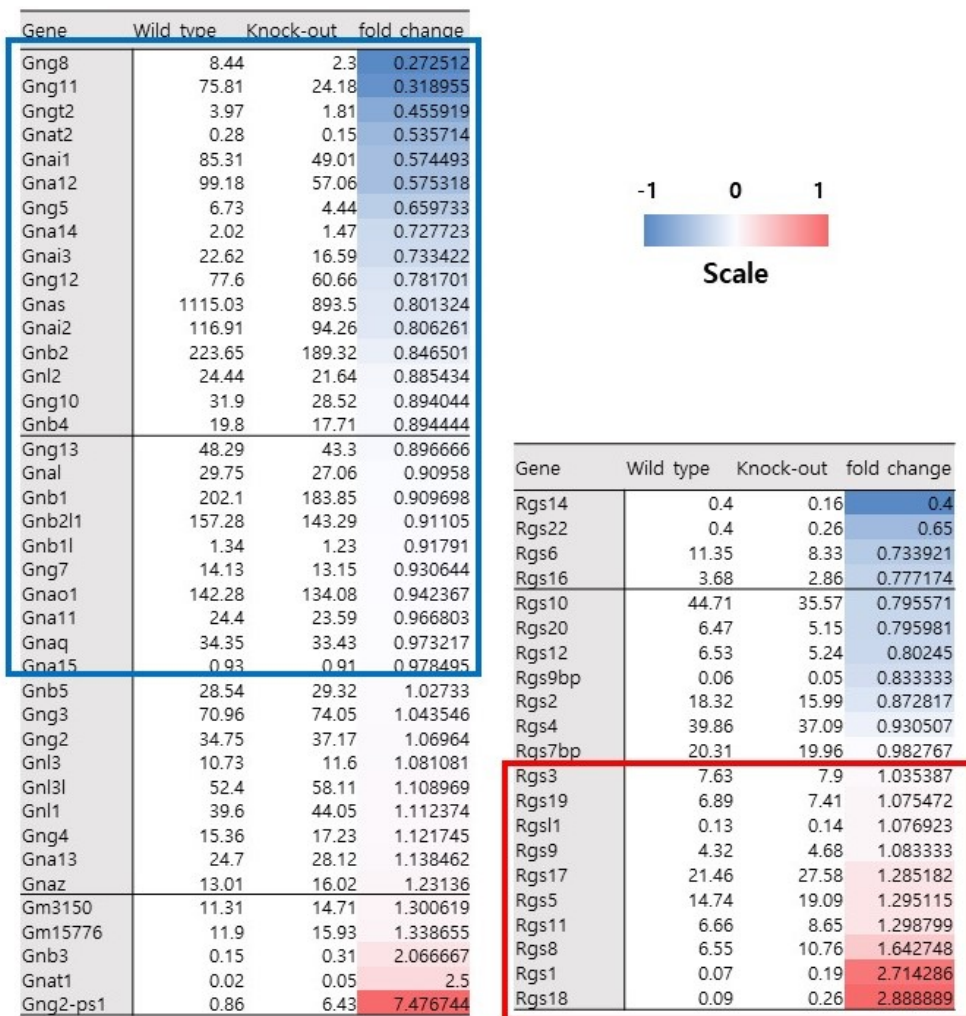 Gene Wild type Knock-out fold change
Gng8 8.44 2.3 0.272512
Gng11 75.81 24.18 0.318955
Gngt2 3.97 1.81 0.455919
Gnat2 0.28 0.15 0.535714
Gnai1 85.31 49.01 0.574493
Gna12 99.18 57.06 0.575318
Gng5 6.73 4.44 0.659733
Gna14 2.02 1.47 0.727723
Gnai3 22.62 16.59 0.733422
Gng12 77.6 60.66 0.781701
Gnas 1115.03 893.5 0.801324
Gnai2 116.91 94.26 0.806261
Gnb2 223.65 189.32 0.846501
Gnl2 24.44 21.64 0.885434
Gng10 31.9 28.52 0.894044
Gnb4 19.8 17.71 0.894444
Gng13 48.29 43.3 0.896666
Gnal 29.75 27.06 0.90958
Gnb1 202.1 183.85 0.909698
Gnb2l1 157.28 143.29 0.91105
Gnb1l 1.34 1.23 0.91791
Gng7 14.13 13.15 0.930644
Gnao1 142.28 134.08 0.942367
Gna11 24.4 23.59 0.966803
Gnaq 34.35 33.43 0.973217
Gna15 0.93 0.91 0.978495
Gnb5 28.54 29.32 1.02733
Gng3 70.96 74.05 1.043546
Gng2 34.75 37.17 1.06964
Gnl3 10.73 11.6 1.081081
Gnl3l 52.4 58.11 1.108969
Gnl1 39.6 44.05 1.112374
Gng4 15.36 17.23 1.121745
Gna13 24.7 28.12 1.138462
Gnaz 13.01 16.02 1.23136
Gm3150 11.31 14.71 1.300619
Gm15776 11.9 15.93 1.338655
Gnb3 0.15 0.31 2.066667
Gnat1 0.02 0.05 2.5
Gng2-ps1 0.86 6.43 7.476744
-1 0 1
Scale
Gene Wild type Knock-out fold change
Rgs14 0.4 0.16 0.4
Rgs22 0.4 0.26 0.65
Rgs6 11.35 8.33 0.733921
Rgs16 3.68 2.86 0.777174
Rgs10 44.71 35.57 0.795571
Rgs20 6.47 5.15 0.795981
Rgs12 6.53 5.24 0.80245
Rgs9bp 0.06 0.05 0.833333
Rgs2 18.32 15.99 0.872817
Rgs4 39.86 37.09 0.930507
Rgs7bp 20.31 19.96 0.982767
Rgs3 7.63 7.9 1.035387
Rgs19 6.89 7.41 1.075472
Rgsl1 0.13 0.14 1.076923
Rgs9 4.32 4.68 1.083333
Rgs17 21.46 27.58 1.285182
Rgs5 14.74 19.09 1.295115
Rgs11 6.66 8.65 1.298799
Rgs8 6.55 10.76 1.642748
Rgs1 0.07 0.19 2.714286
Rgs18 0.09 0.26 2.888889